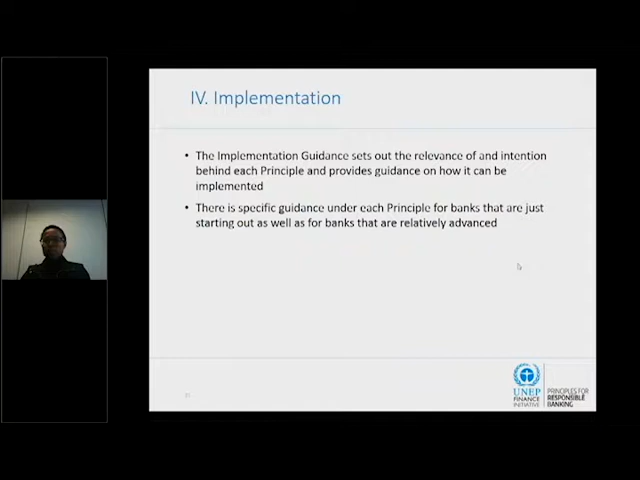 IV. Implementation
• The Implementation Guidance sets out the relevance of and intention
behind each Principle and provides guidance on how it can be
implemented
• There is specific guidance under each Principle for banks that are just
starting out as well as for banks that are relatively advanced
UNEP
FINANCE
INITIATIVE
PRINCIPLES FOR
RESPONSIBLE
BANKING